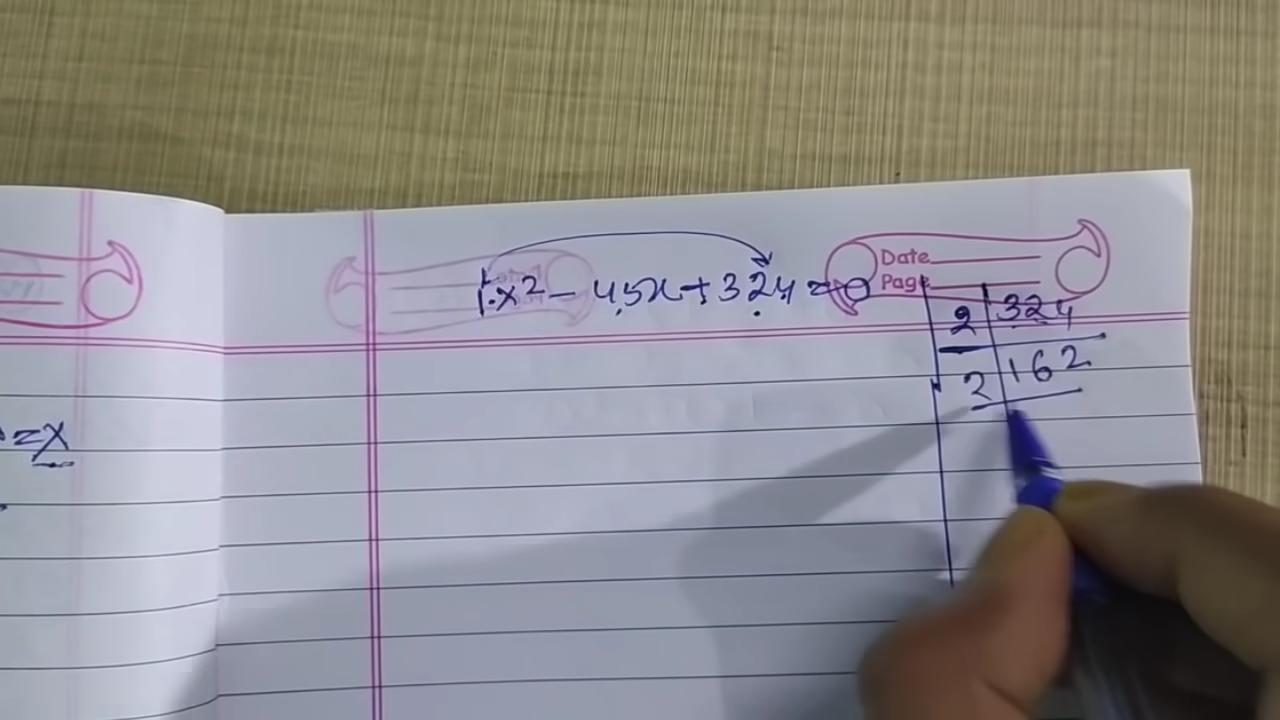 Date
Page
1·x² - 45x + 324 = 0
2 | 324
2 | 162
= x